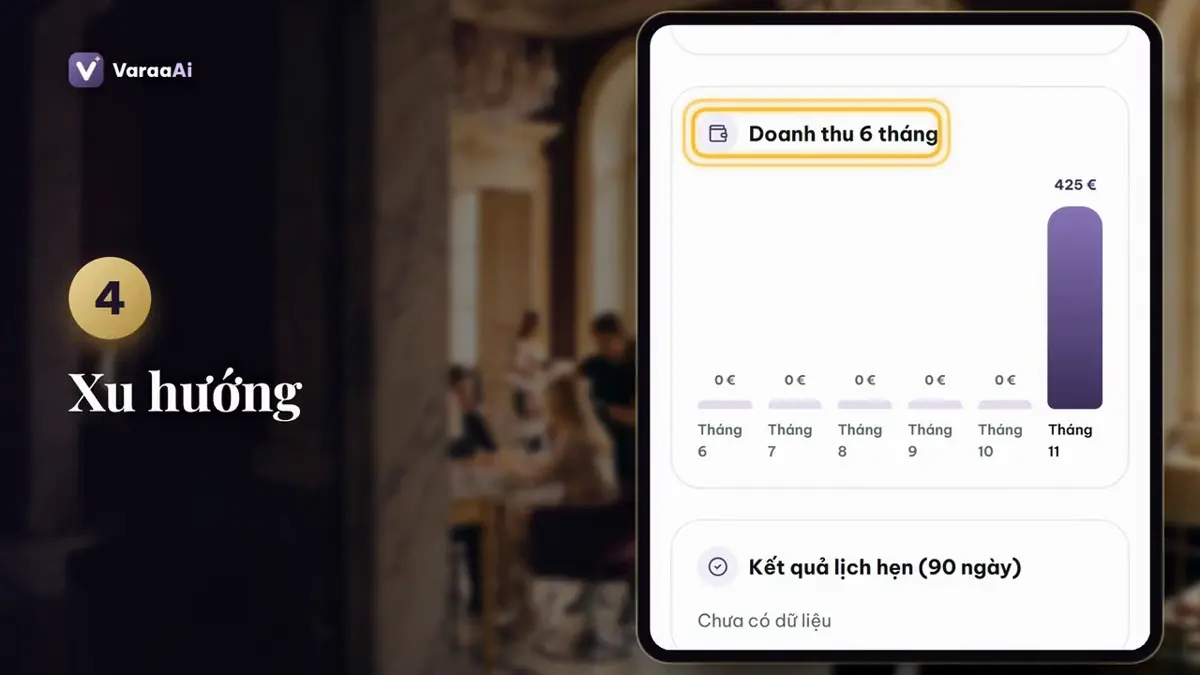 VaraaAi
4
Xu hướng
Doanh thu 6 tháng
425 €
0 €
0 €
0 €
0 €
0 €
Tháng 6
Tháng 7
Tháng 8
Tháng 9
Tháng 10
Tháng 11
Kết quả lịch hẹn (90 ngày)
Chưa có dữ liệu